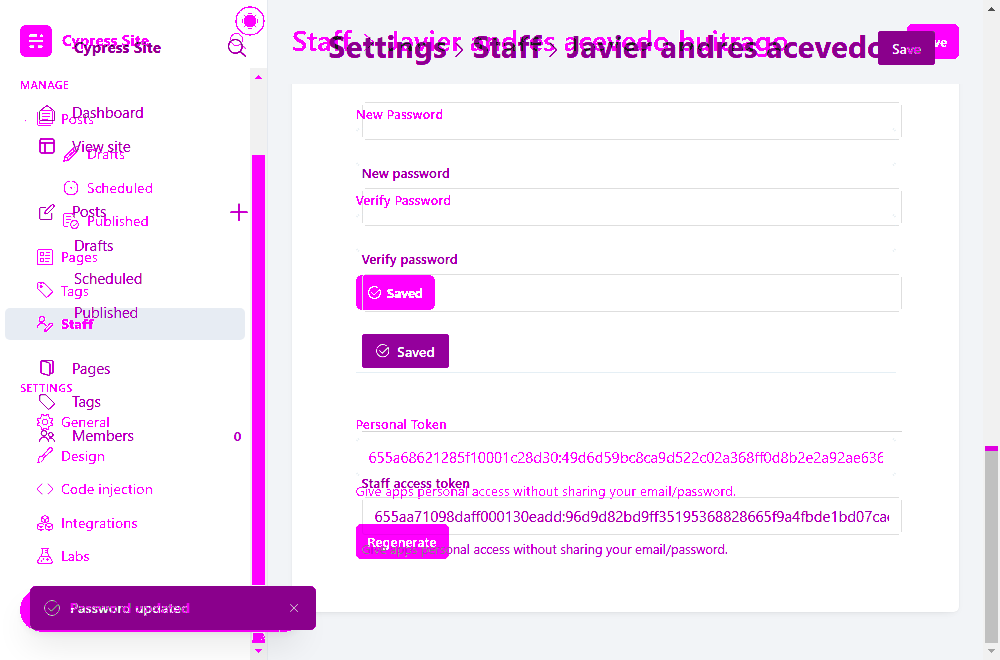 Cypress Site
Cypress Site
Staff › Javier andres acevedo buitrago
Settings › Staff › Javier andres acevedo
Save
MANAGE
Dashboard
Posts
View site
Drafts
Scheduled
Posts
Published
Drafts
Pages
Scheduled
Tags
Published
Staff
Pages
SETTINGS
Tags
General
Members
0
Design
Code injection
Integrations
Labs
Password updated
New Password
New password
Verify Password
Verify password
Saved
Saved
Personal Token
655a68621285f10001c28d30:49d6d59bc8ca9d522c02a368ff0d8b2e2a92ae636
Staff access token
Give apps personal access without sharing your email/password.
655aa71098daff000130eadd:96d9d82bd9ff35195368828665f9a4fbde1bd07cae
Regenerate
Give apps personal access without sharing your email/password.